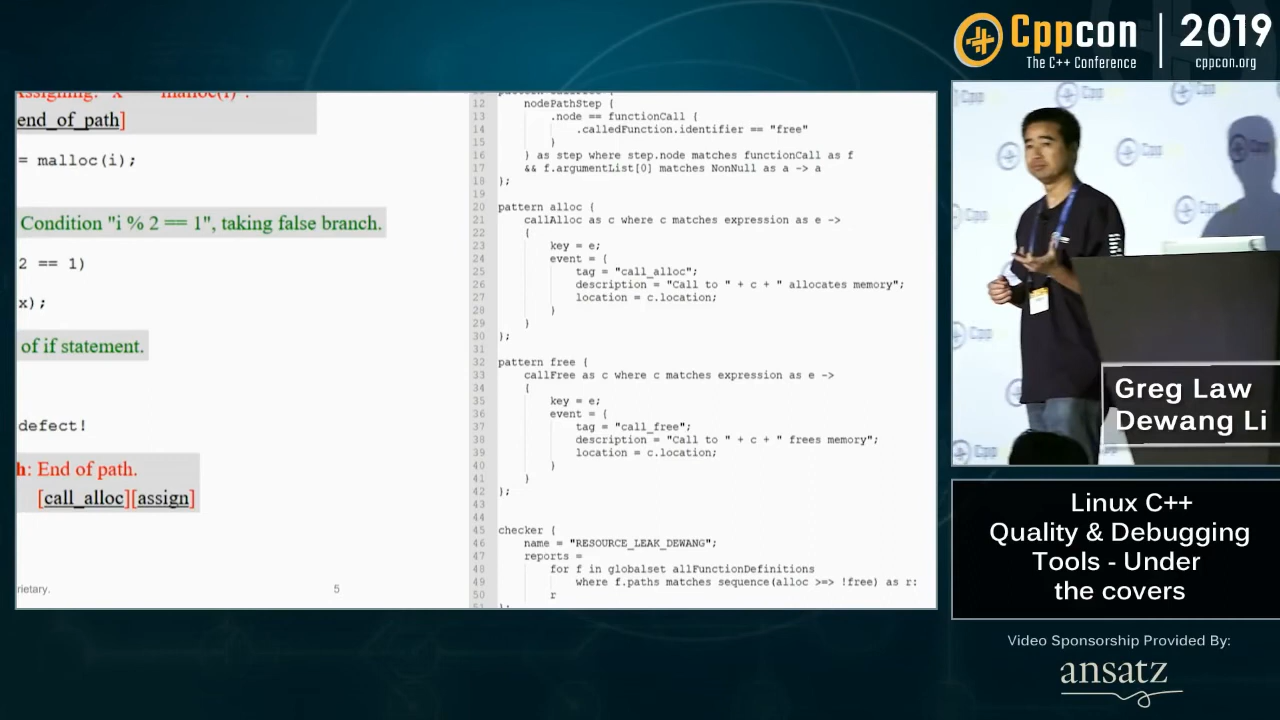 Cppcon
The C++ Conference
2019
cppcon.org
Assigning: "x" = "malloc(i)".
end_of_path]
= malloc(i);
Condition "i % 2 == 1", taking false branch.
2 == 1)
x);
of if statement.
defect!
h: End of path.
[call_alloc][assign]
rietary.
5
12 nodePathStep {
13 .node == functionCall {
14 .calledFunction.identifier == "free"
15 }
16 } as step where step.node matches functionCall as f
17 && f.argumentList[0] matches NonNull as a -> a
18 };
19
20 pattern alloc {
21 callAlloc as c where c matches expression as e ->
22 {
23 key = e;
24 event = {
25 tag = "call_alloc";
26 description = "Call to " + c + " allocates memory";
27 location = c.location;
28 }
29 }
30 };
31
32 pattern free {
33 callFree as c where c matches expression as e ->
34 {
35 key = e;
36 event = {
37 tag = "call_free";
38 description = "Call to " + c + " frees memory";
39 location = c.location;
40 }
41 }
42 };
43
44
45 checker {
46 name = "RESOURCE_LEAK_DEWANG";
47 reports =
48 for f in globalset allFunctionDefinitions
49 where f.paths matches sequence(alloc >=> !free) as r:
50 r
51 };
Greg Law
Dewang Li
Linux C++
Quality & Debugging
Tools - Under
the covers
Video Sponsorship Provided By:
ansatz